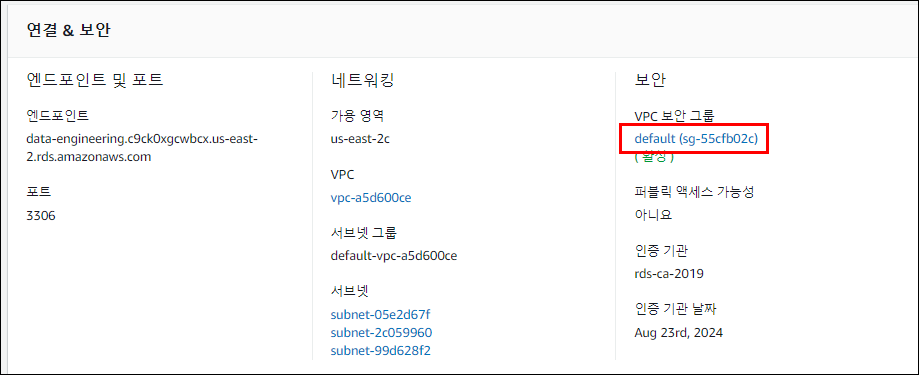 연결 & 보안
엔드포인트 및 포트
엔드포인트
data-engineering.c9ck0xgcwbcx.us-east-
2.rds.amazonaws.com
포트
3306
네트워킹
가용 영역
us-east-2c
VPC
vpc-a5d600ce
서브넷 그룹
default-vpc-a5d600ce
서브넷
subnet-05e2d67f
subnet-2c059960
subnet-99d628f2
보안
VPC 보안 그룹
default (sg-55cfb02c)
( 활성 )
퍼블릭 액세스 가능성
아니요
인증 기관
rds-ca-2019
인증 기관 날짜
Aug 23rd, 2024